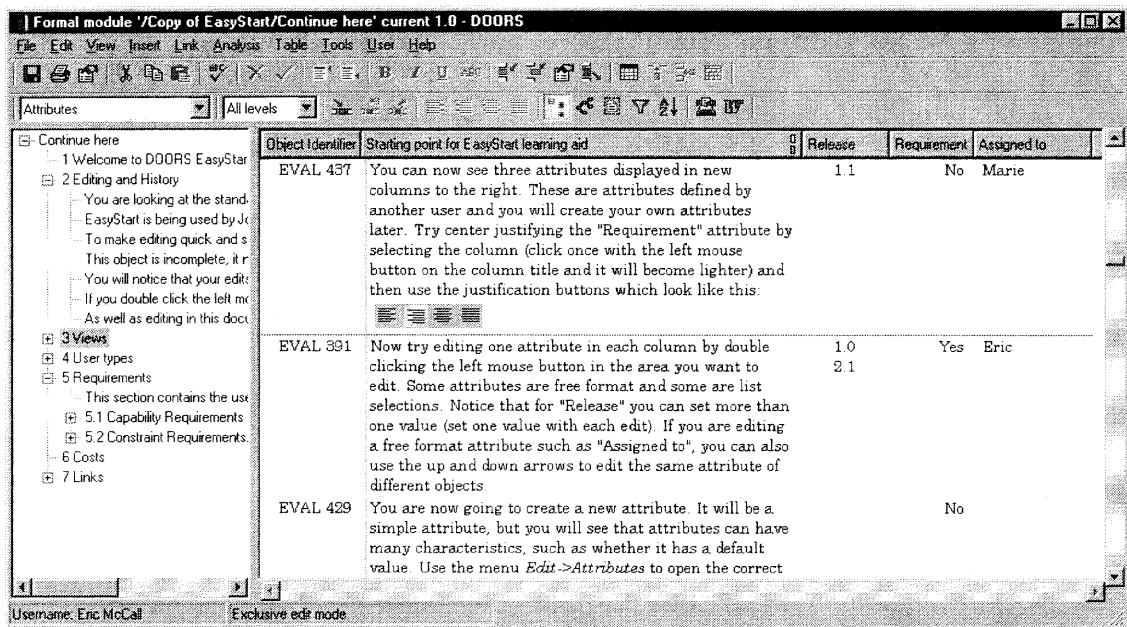 Formal module '/Copy of EasyStart/Continue here' current 1.0 - DOORS
File Edit View Insert Link Analysis Table Tools User Help
Attributes All levels
Continue here
1 Welcome to DOORS EasyStar
2 Editing and History
You are looking at the stand
EasyStart is being used by Jo
To make editing quick and s
This object is incomplete, it r
You will notice that your edits
If you double click the left mo
As well as editing in this docu
3 Views
4 User types
5 Requirements
This section contains the use
5.1 Capability Requirements
5.2 Constraint Requirements.
6 Costs
7 Links
Object Identifier Starting point for EasyStart learning aid Release Requirement Assigned to
EVAL 437 You can now see three attributes displayed in new 1.1 No Marie
columns to the right. These are attributes defined by
another user and you will create your own attributes
later. Try center justifying the "Requirement" attribute by
selecting the column (click once with the left mouse
button on the column title and it will become lighter) and
then use the justification buttons which look like this:
EVAL 391 Now try editing one attribute in each column by double 1.0 Yes Eric
clicking the left mouse button in the area you want to 2.1
edit. Some attributes are free format and some are list
selections. Notice that for "Release" you can set more than
one value (set one value with each edit). If you are editing
a free format attribute such as "Assigned to", you can also
use the up and down arrows to edit the same attribute of
different objects.
EVAL 429 You are now going to create a new attribute. It will be a No
simple attribute, but you will see that attributes can have
many characteristics, such as whether it has a default
value. Use the menu Edit->Attributes to open the correct
Username: Eric McCall Exclusive edit mode